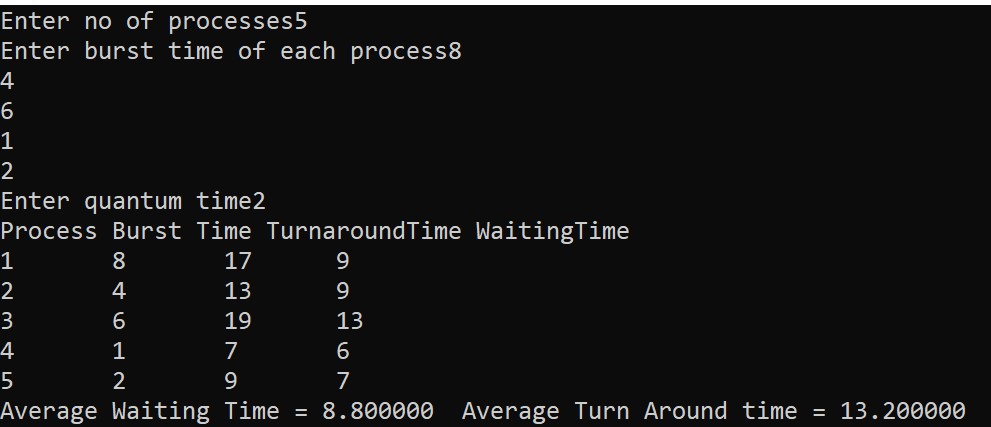 Enter no of processes5
Enter burst time of each process8
4
6
1
2
Enter quantum time2
Process Burst Time TurnaroundTime WaitingTime
1 8 17 9
2 4 13 9
3 6 19 13
4 1 7 6
5 2 9 7
Average Waiting Time = 8.800000 Average Turn Around time = 13.200000